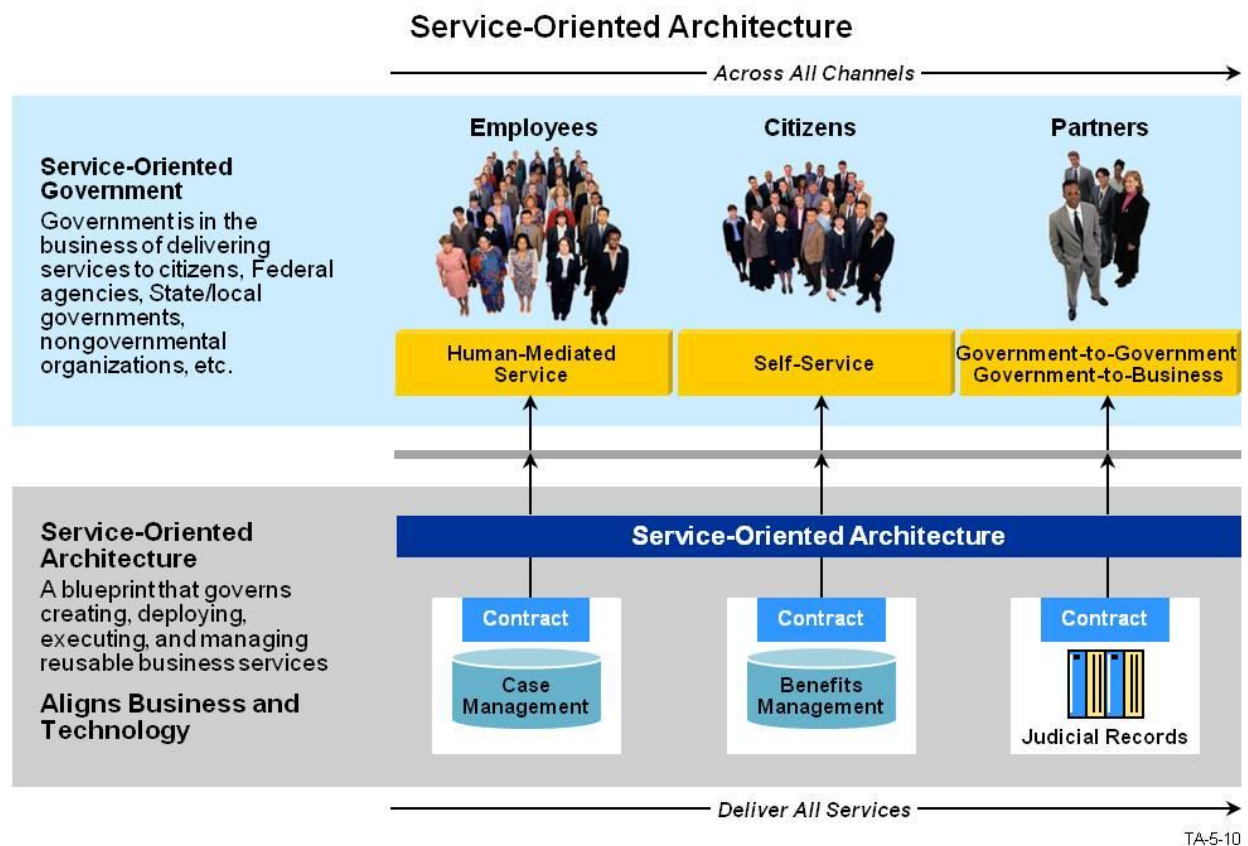 Service-Oriented Architecture
Across All Channels
Employees
Citizens
Partners
Service-Oriented
Government
Government is in the
business of delivering
services to citizens, Federal
agencies, State/local
governments,
nongovernmental
organizations, etc.
Human-Mediated
Service
Self-Service
Government-to-Government
Government-to-Business
Service-Oriented
Architecture
A blueprint that governs
creating, deploying,
executing, and managing
reusable business services
Aligns Business and
Technology
Service-Oriented Architecture
Contract
Case
Management
Contract
Benefits
Management
Contract
Judicial Records
Deliver All Services
TA-5-10